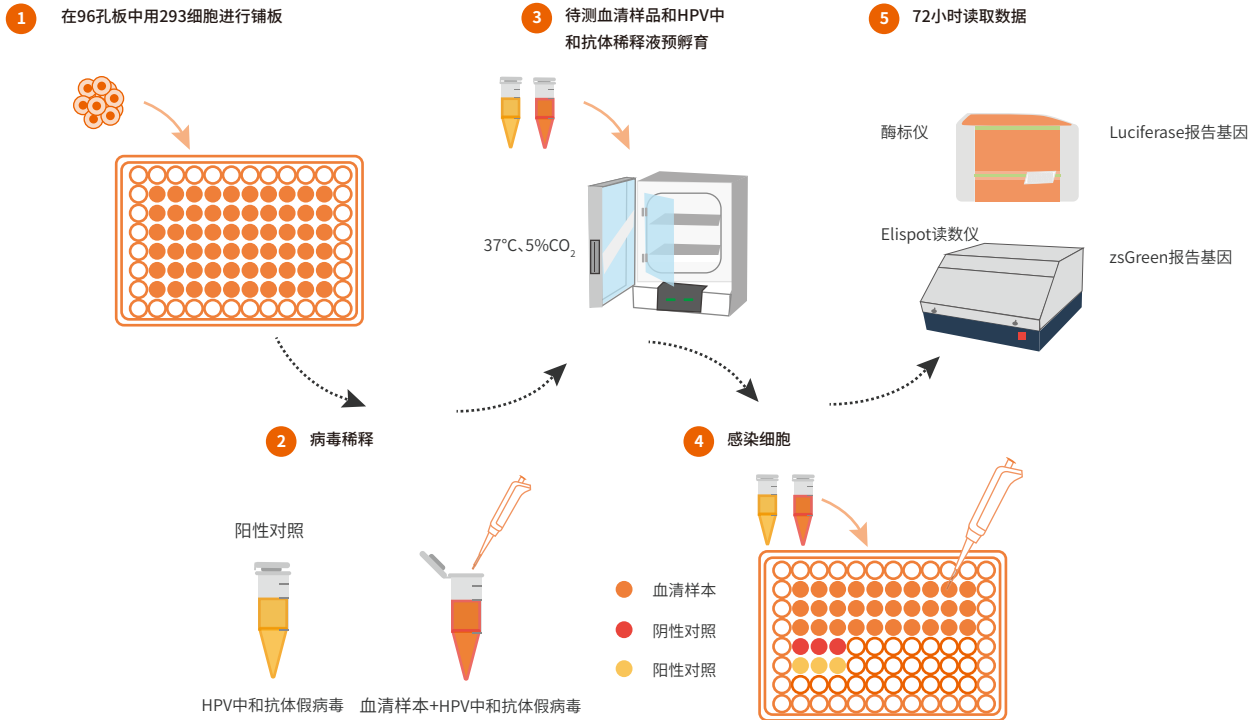 1
在96孔板中用293细胞进行铺板
3
待测血清样品和HPV中
和抗体稀释液预孵育
5
72小时读取数据
酶标仪
Luciferase报告基因
37℃、5%CO2
Elispot读数仪
zsGreen报告基因
2
病毒稀释
4
感染细胞
阳性对照
血清样本
阴性对照
阳性对照
HPV中和抗体假病毒
血清样本+HPV中和抗体假病毒